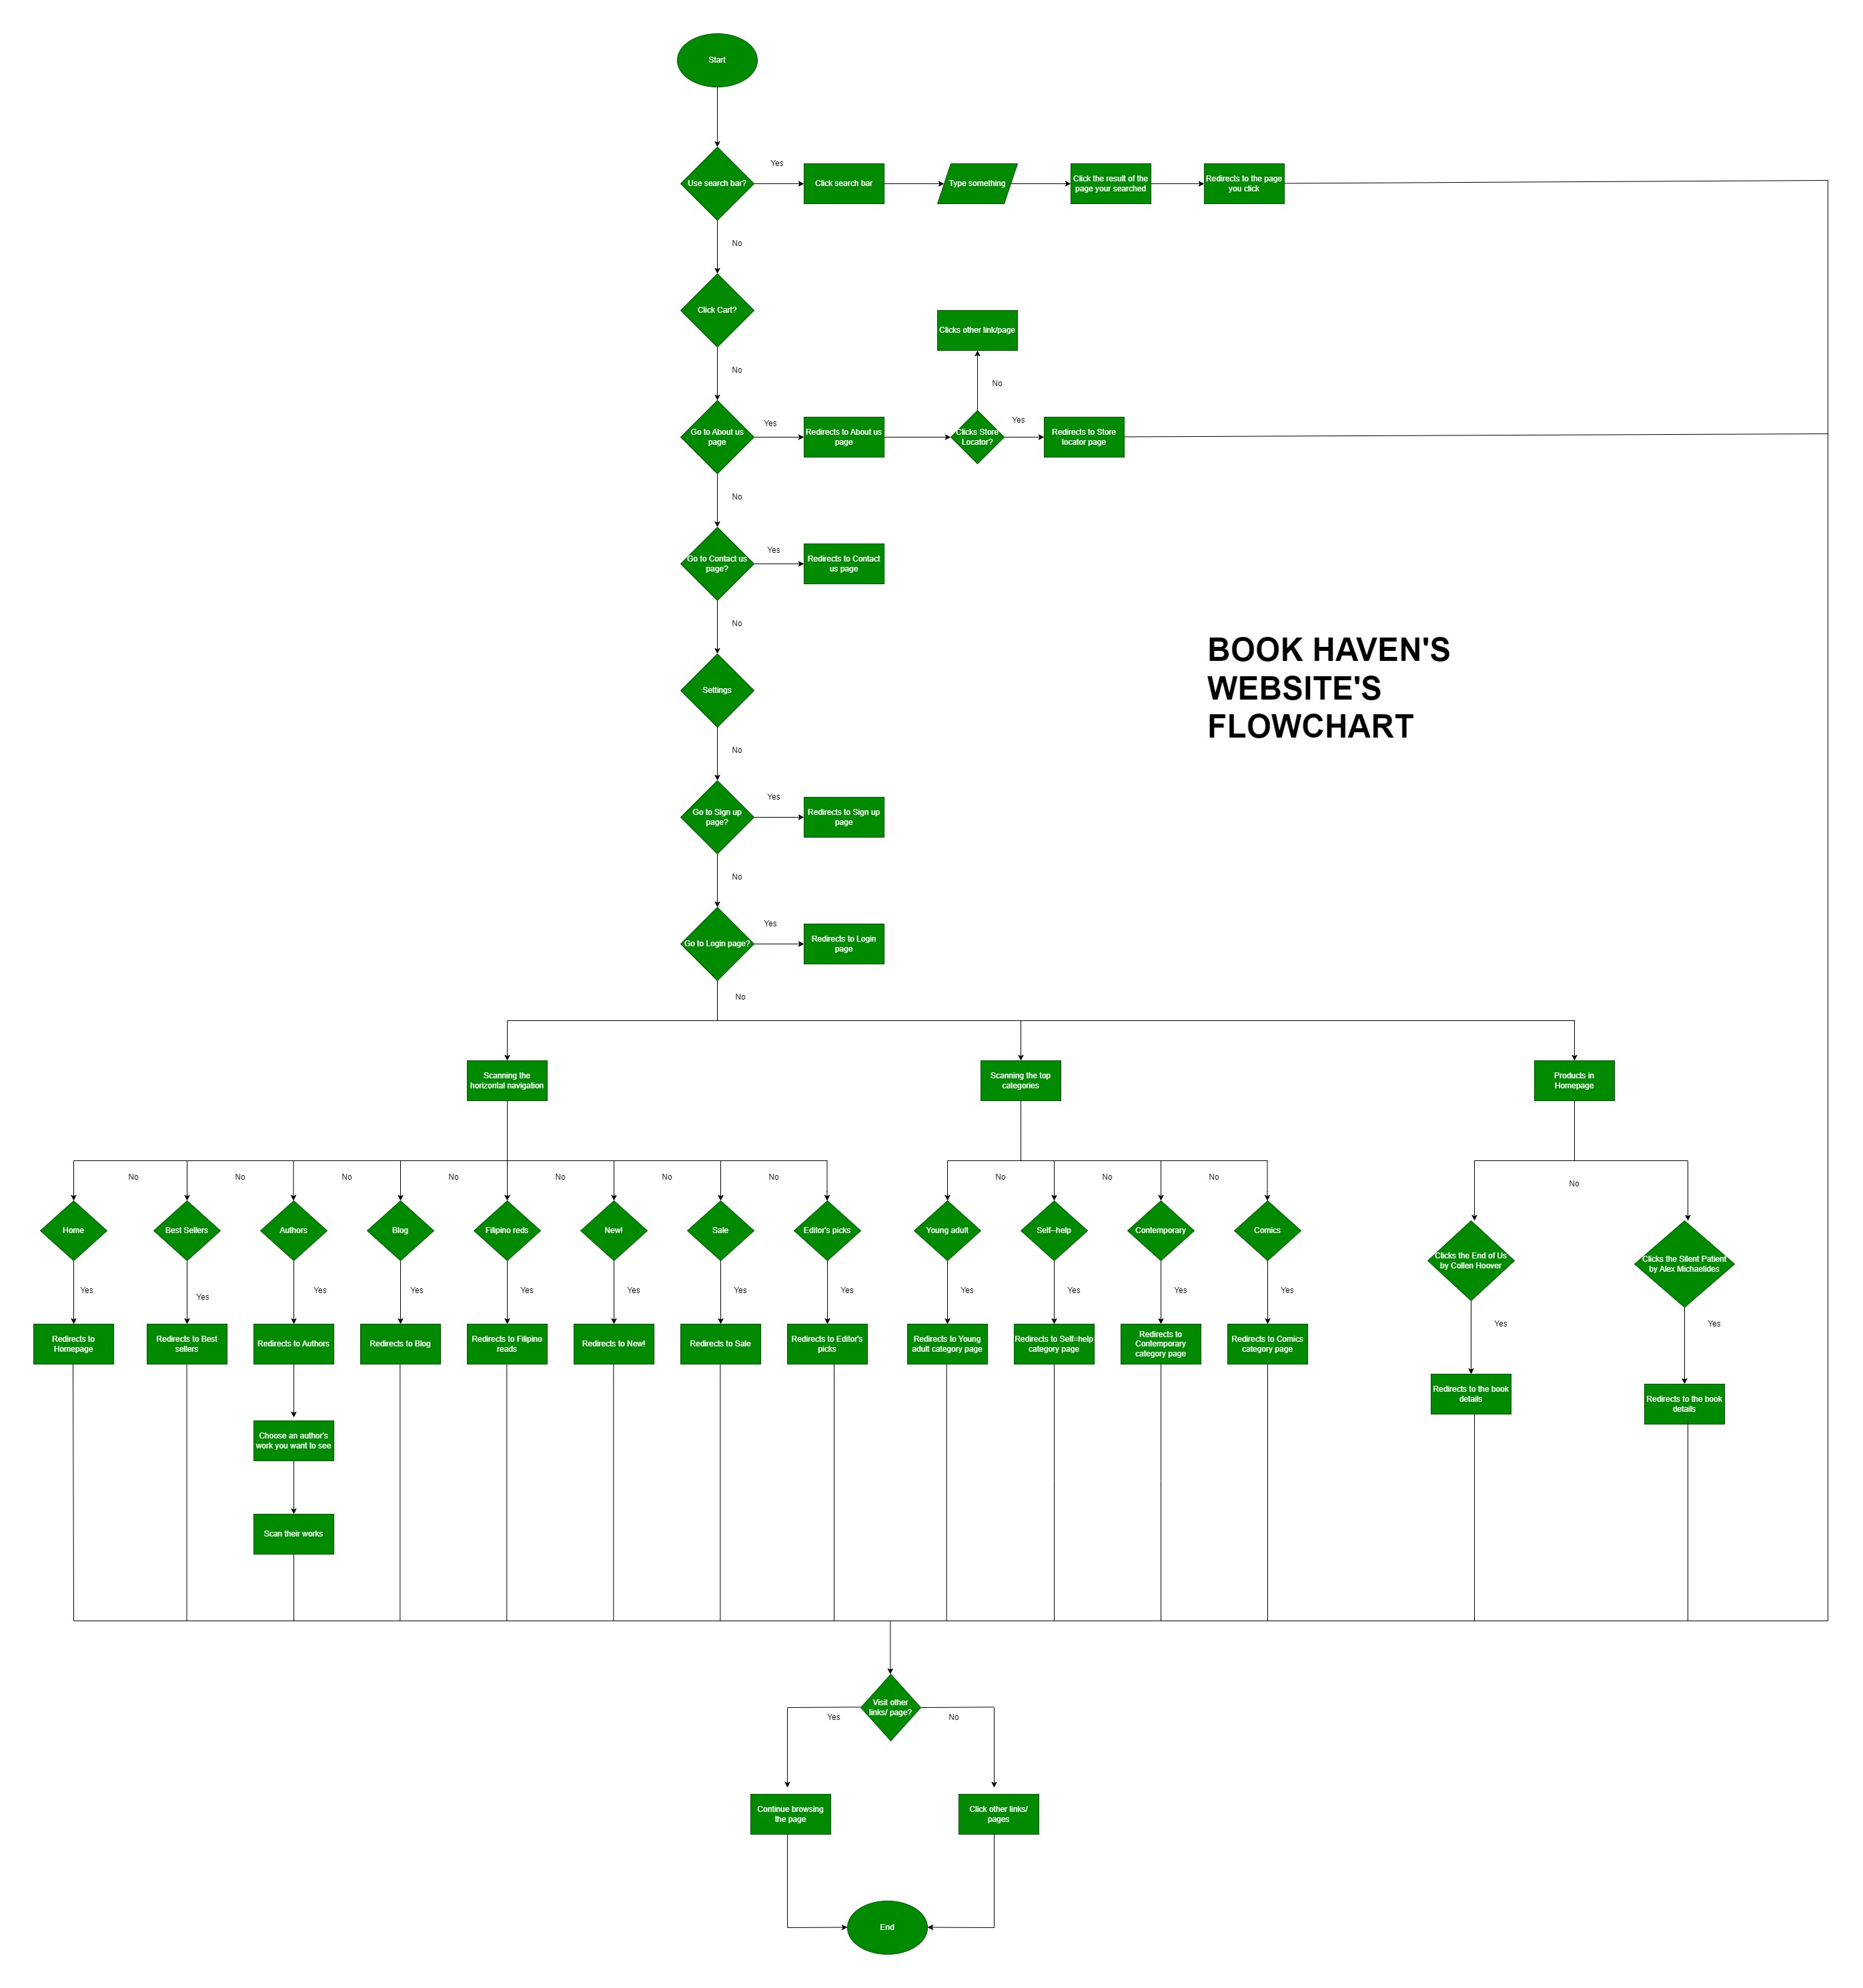 Start
Use search bar?
Yes
Click search bar
Type something
Click the result of the
page your searched
Redirects to the page
you click
No
Click Cart?
Clicks other link/page
No
No
Go to About us
page
Yes
Redirects to About us
page
Clicks Store
Locator?
Yes
Redirects to Store
locator page
No
Go to Contact us
page?
Yes
Redirects to Contact
us page
No
BOOK HAVEN'S
WEBSITE'S
FLOWCHART
Settings
No
Go to Sign up
page?
Yes
Redirects to Sign up
page
No
Go to Login page?
Yes
Redirects to Login
page
No
Scanning the
horizontal navigation
Scanning the top
categories
Products in
Homepage
No
No
No
No
No
No
No
No
No
No
No
Home
Best Sellers
Authors
Blog
Filipino reds
New!
Sale
Editor's picks
Young adult
Self--help
Contemporary
Comics
Clicks the End of Us
by Collen Hoover
Clicks the Silent Patient
by Alex Michaelides
Yes
Yes
Yes
Yes
Yes
Yes
Yes
Yes
Yes
Yes
Yes
Yes
Yes
Yes
Redirects to
Homepage
Redirects to Best
sellers
Redirects to Authors
Redirects to Blog
Redirects to Filipino
reads
Redirects to New!
Redirects to Sale
Redirects to Editor's
picks
Redirects to Young
adult category page
Redirects to Self=help
category page
Redirects to
Contemporary
category page
Redirects to Comics
category page
Redirects to the book
details
Redirects to the book
details
Choose an author's
work you want to see
Scan their works
Visit other
links/ page?
Yes
No
Continue browsing
the page
Click other links/
pages
End